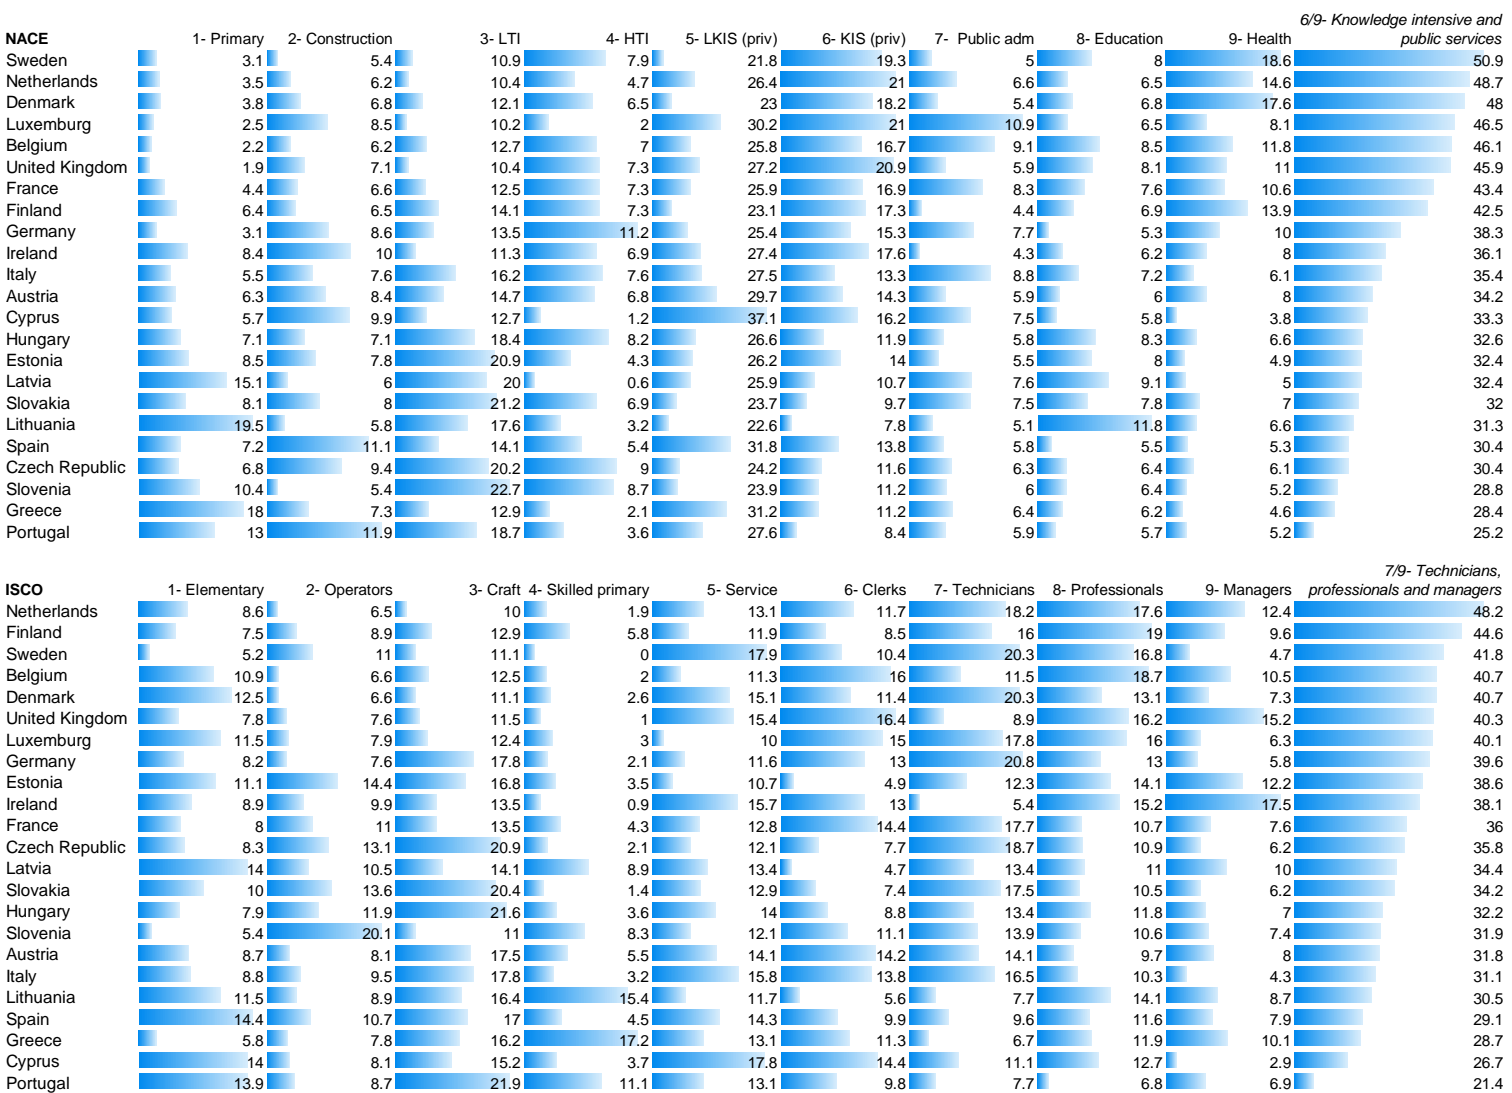 6/9- Knowledge intensive and
NACE 1- Primary 2- Construction 3- LTI 4- HTI 5- LKIS (priv) 6- KIS (priv) 7- Public adm 8- Education 9- Health public services
Sweden 3.1 5.4 10.9 7.9 21.8 19.3 5 8 18.6 50.9
Netherlands 3.5 6.2 10.4 4.7 26.4 21 6.6 6.5 14.6 48.7
Denmark 3.8 6.8 12.1 6.5 23 18.2 5.4 6.8 17.6 48
Luxemburg 2.5 8.5 10.2 2 30.2 21 10.9 6.5 8.1 46.5
Belgium 2.2 6.2 12.7 7 25.8 16.7 9.1 8.5 11.8 46.1
United Kingdom 1.9 7.1 10.4 7.3 27.2 20.9 5.9 8.1 11 45.9
France 4.4 6.6 12.5 7.3 25.9 16.9 8.3 7.6 10.6 43.4
Finland 6.4 6.5 14.1 7.3 23.1 17.3 4.4 6.9 13.9 42.5
Germany 3.1 8.6 13.5 11.2 25.4 15.3 7.7 5.3 10 38.3
Ireland 8.4 10 11.3 6.9 27.4 17.6 4.3 6.2 8 36.1
Italy 5.5 7.6 16.2 7.6 27.5 13.3 8.8 7.2 6.1 35.4
Austria 6.3 8.4 14.7 6.8 29.7 14.3 5.9 6 8 34.2
Cyprus 5.7 9.9 12.7 1.2 37.1 16.2 7.5 5.8 3.8 33.3
Hungary 7.1 7.1 18.4 8.2 26.6 11.9 5.8 8.3 6.6 32.6
Estonia 8.5 7.8 20.9 4.3 26.2 14 5.5 8 4.9 32.4
Latvia 15.1 6 20 0.6 25.9 10.7 7.6 9.1 5 32.4
Slovakia 8.1 8 21.2 6.9 23.7 9.7 7.5 7.8 7 32
Lithuania 19.5 5.8 17.6 3.2 22.6 7.8 5.1 11.8 6.6 31.3
Spain 7.2 11.1 14.1 5.4 31.8 13.8 5.8 5.5 5.3 30.4
Czech Republic 6.8 9.4 20.2 9 24.2 11.6 6.3 6.4 6.1 30.4
Slovenia 10.4 5.4 22.7 8.7 23.9 11.2 6 6.4 5.2 28.8
Greece 18 7.3 12.9 2.1 31.2 11.2 6.4 6.2 4.6 28.4
Portugal 13 11.9 18.7 3.6 27.6 8.4 5.9 5.7 5.2 25.2
7/9- Technicians,
ISCO 1- Elementary 2- Operators 3- Craft 4- Skilled primary 5- Service 6- Clerks 7- Technicians 8- Professionals 9- Managers professionals and managers
Netherlands 8.6 6.5 10 1.9 13.1 11.7 18.2 17.6 12.4 48.2
Finland 7.5 8.9 12.9 5.8 11.9 8.5 16 19 9.6 44.6
Sweden 5.2 11 11.1 0 17.9 10.4 20.3 16.8 4.7 41.8
Belgium 10.9 6.6 12.5 2 11.3 16 11.5 18.7 10.5 40.7
Denmark 12.5 6.6 11.1 2.6 15.1 11.4 20.3 13.1 7.3 40.7
United Kingdom 7.8 7.6 11.5 1 15.4 16.4 8.9 16.2 15.2 40.3
Luxemburg 11.5 7.9 12.4 3 10 15 17.8 16 6.3 40.1
Germany 8.2 7.6 17.8 2.1 11.6 13 20.8 13 5.8 39.6
Estonia 11.1 14.4 16.8 3.5 10.7 4.9 12.3 14.1 12.2 38.6
Ireland 8.9 9.9 13.5 0.9 15.7 13 5.4 15.2 17.5 38.1
France 8 11 13.5 4.3 12.8 14.4 17.7 10.7 7.6 36
Czech Republic 8.3 13.1 20.9 2.1 12.1 7.7 18.7 10.9 6.2 35.8
Latvia 14 10.5 14.1 8.9 13.4 4.7 13.4 11 10 34.4
Slovakia 10 13.6 20.4 1.4 12.9 7.4 17.5 10.5 6.2 34.2
Hungary 7.9 11.9 21.6 3.6 14 8.8 13.4 11.8 7 32.2
Slovenia 5.4 20.1 11 8.3 12.1 11.1 13.9 10.6 7.4 31.9
Austria 8.7 8.1 17.5 5.5 14.1 14.2 14.1 9.7 8 31.8
Italy 8.8 9.5 17.8 3.2 15.8 13.8 16.5 10.3 4.3 31.1
Lithuania 11.5 8.9 16.4 15.4 11.7 5.6 7.7 14.1 8.7 30.5
Spain 14.4 10.7 17 4.5 14.3 9.9 9.6 11.6 7.9 29.1
Greece 5.8 7.8 16.2 17.2 13.1 11.3 6.7 11.9 10.1 28.7
Cyprus 14 8.1 15.2 3.7 17.8 14.4 11.1 12.7 2.9 26.7
Portugal 13.9 8.7 21.9 11.1 13.1 9.8 7.7 6.8 6.9 21.4